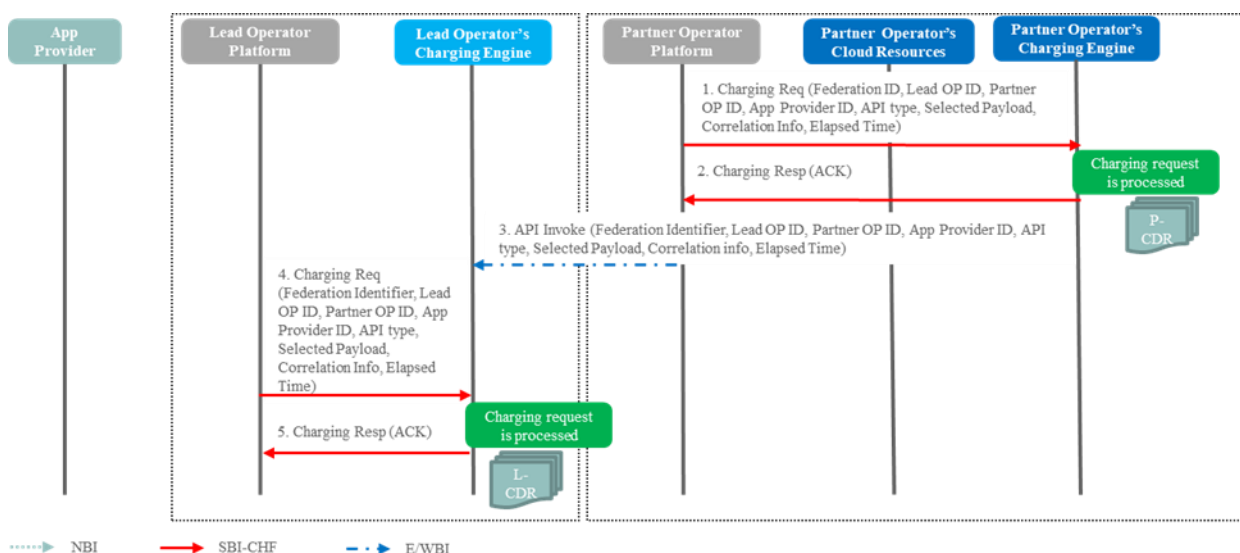 App
Provider
Lead Operator
Platform
Lead Operator's
Charging Engine
Partner Operator
Platform
Partner Operator's
Cloud Resources
Partner Operator's
Charging Engine
1. Charging Req (Federation ID, Lead OP ID, Partner
OP ID, App Provider ID, API type, Selected Payload,
Correlation Info, Elapsed Time)
Charging request
is processed
2. Charging Resp (ACK)
P-
CDR
3. API Invoke (Federation Identifier, Lead OP ID, Partner OP ID, App Provider ID, API
type, Selected Payload, Correlation info, Elapsed Time)
4. Charging Req
(Federation Identifier, Lead
OP ID, Partner OP ID, App
Provider ID, API type,
Selected Payload,
Correlation Info, Elapsed
Time)
Charging request
is processed
5. Charging Resp (ACK)
L-
CDR
NBI
SBI-CHF
E/WBI